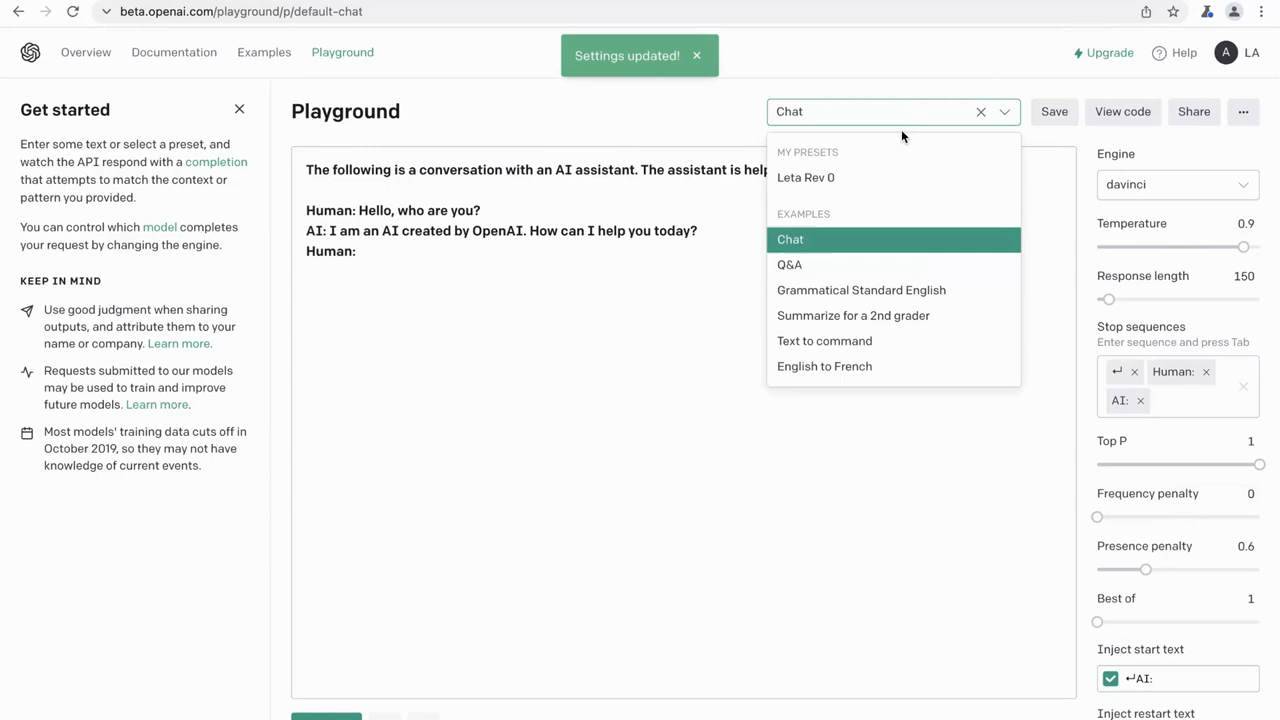 beta.openai.com/playground/p/default-chat
Overview
Documentation
Examples
Playground
Settings updated!
Upgrade
Help
A
LA
Get started
Enter some text or select a preset, and
watch the API respond with a completion
that attempts to match the context or
pattern you provided.
You can control which model completes
your request by changing the engine.
KEEP IN MIND
Use good judgment when sharing
outputs, and attribute them to your
name or company. Learn more.
Requests submitted to our models
may be used to train and improve
future models. Learn more.
Most models' training data cuts off in
October 2019, so they may not have
knowledge of current events.
Playground
Chat
Save
View code
Share
The following is a conversation with an AI assistant. The assistant is help
Human: Hello, who are you?
AI: I am an AI created by OpenAI. How can I help you today?
Human:
MY PRESETS
Leta Rev 0
EXAMPLES
Chat
Q&A
Grammatical Standard English
Summarize for a 2nd grader
Text to command
English to French
Engine
davinci
Temperature 0.9
Response length 150
Stop sequences
Enter sequence and press Tab
↵ Human:
AI:
Top P 1
Frequency penalty 0
Presence penalty 0.6
Best of 1
Inject start text
↵AI:
Inject restart text